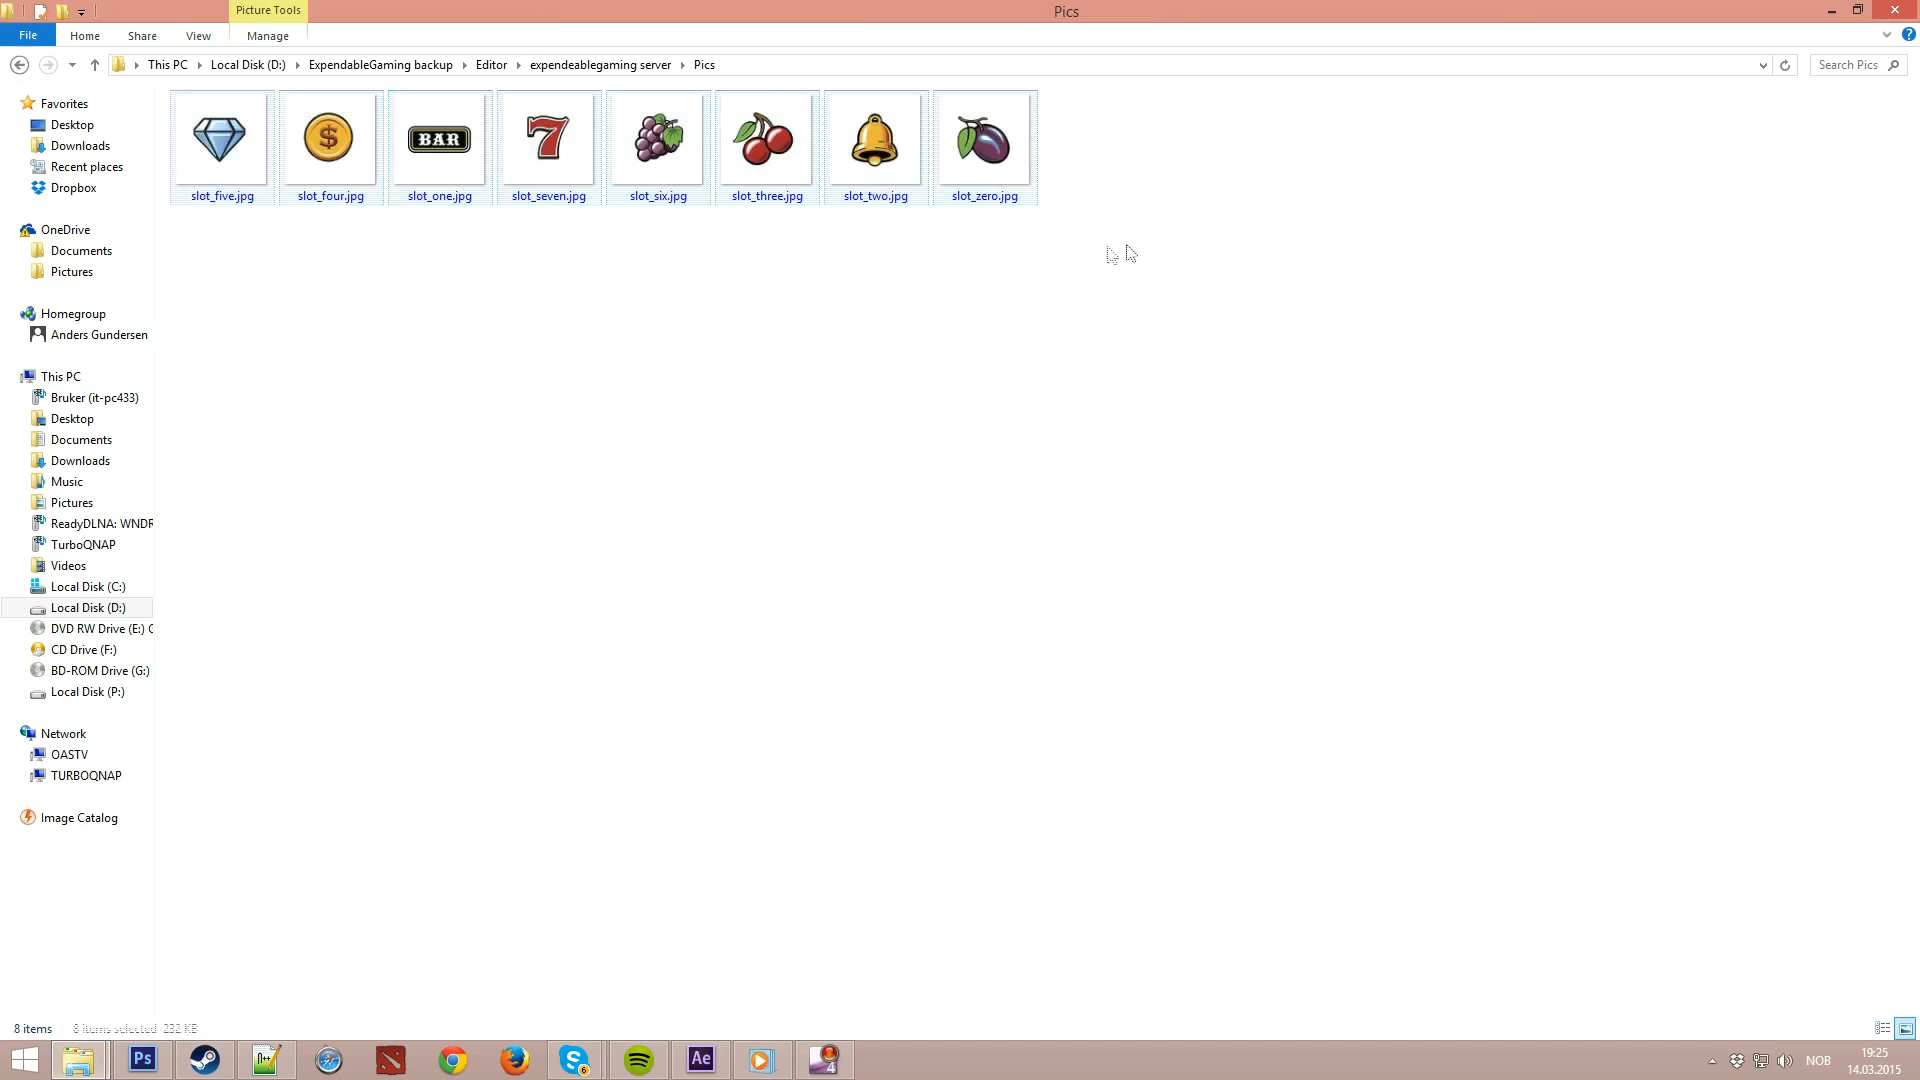 Picture Tools
Pics
File
Home
Share
View
Manage
This PC
Local Disk (D:)
ExpendableGaming backup
Editor
expendeablegaming server
Pics
Search Pics
Favorites
Desktop
Downloads
Recent places
Dropbox
OneDrive
Documents
Pictures
Homegroup
Anders Gundersen
This PC
Bruker (it-pc433)
Desktop
Documents
Downloads
Music
Pictures
ReadyDLNA: WNDR
TurboQNAP
Videos
Local Disk (C:)
Local Disk (D:)
DVD RW Drive (E:) G
CD Drive (F:)
BD-ROM Drive (G:)
Local Disk (P:)
Network
OASTV
TURBOQNAP
Image Catalog
$
BAR
7
slot_five.jpg
slot_four.jpg
slot_one.jpg
slot_seven.jpg
slot_six.jpg
slot_three.jpg
slot_two.jpg
slot_zero.jpg
8 items
8 items selected 232 KB
Ps
S
6
Ae
4
NOB
19:25
14.03.2015